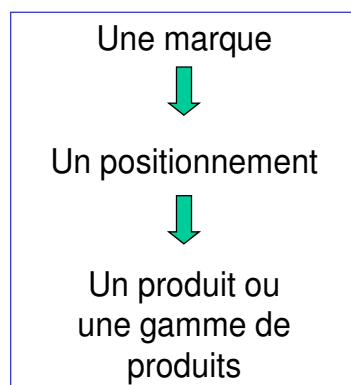 Une marque
Un positionnement
Un produit ou
une gamme de
produits